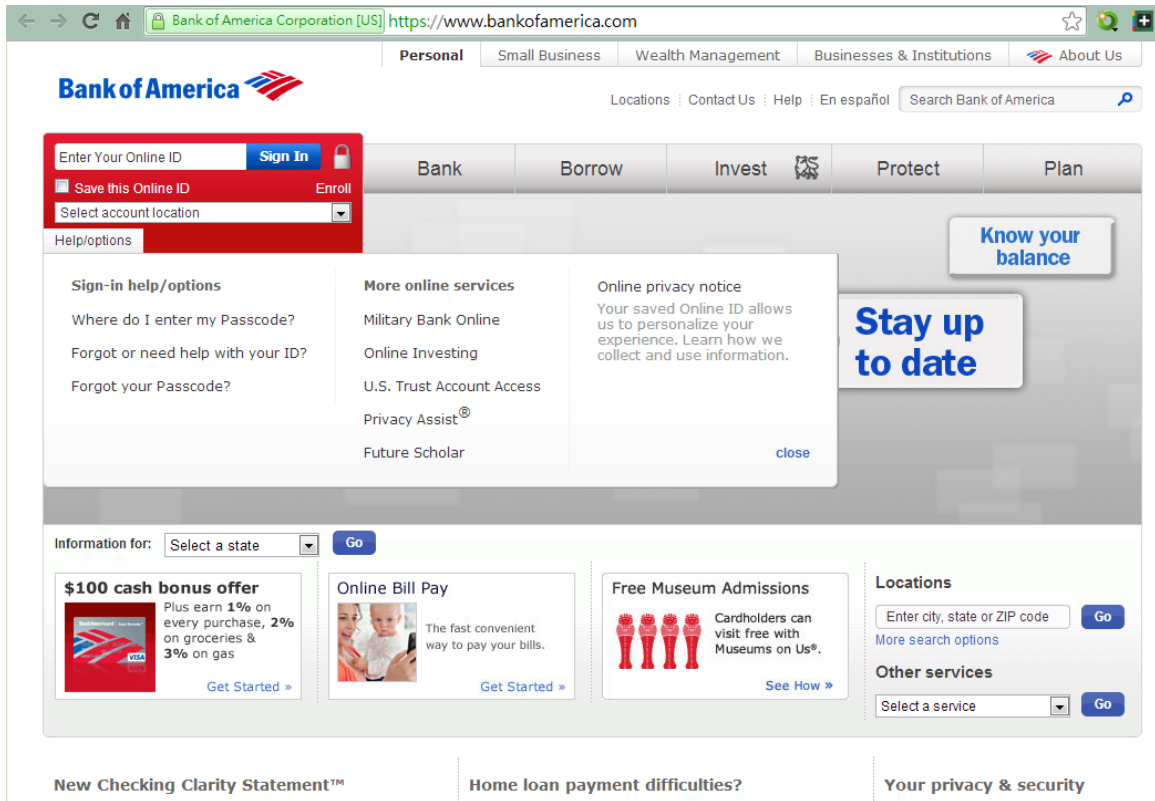 Bank of America Corporation [US] https://www.bankofamerica.com
Personal Small Business Wealth Management Businesses & Institutions About Us
Bank of America
Locations Contact Us Help En español Search Bank of America
Enter Your Online ID Sign In
Save this Online ID Enroll
Select account location
Help/options
Bank Borrow Invest Protect Plan
Know your
balance
Stay up
to date
Sign-in help/options
Where do I enter my Passcode?
Forgot or need help with your ID?
Forgot your Passcode?
More online services
Military Bank Online
Online Investing
U.S. Trust Account Access
Privacy Assist®
Future Scholar
Online privacy notice
Your saved Online ID allows
us to personalize your
experience. Learn how we
collect and use information.
close
Information for: Select a state Go
$100 cash bonus offer
Plus earn 1% on
every purchase, 2%
on groceries &
3% on gas
BankAmericard
VISA
Get Started »
Online Bill Pay
The fast convenient
way to pay your bills.
Get Started »
Free Museum Admissions
Cardholders can
visit free with
Museums on Us®.
See How »
Locations
Enter city, state or ZIP code Go
More search options
Other services
Select a service Go
New Checking Clarity Statement™
Home loan payment difficulties?
Your privacy & security